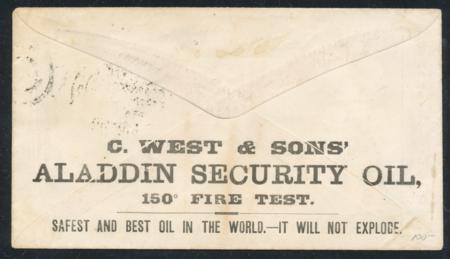 C. WEST & SONS'
ALADDIN SECURITY OIL,
150° FIRE TEST.
SAFEST AND BEST OIL IN THE WORLD.—IT WILL NOT EXPLODE.